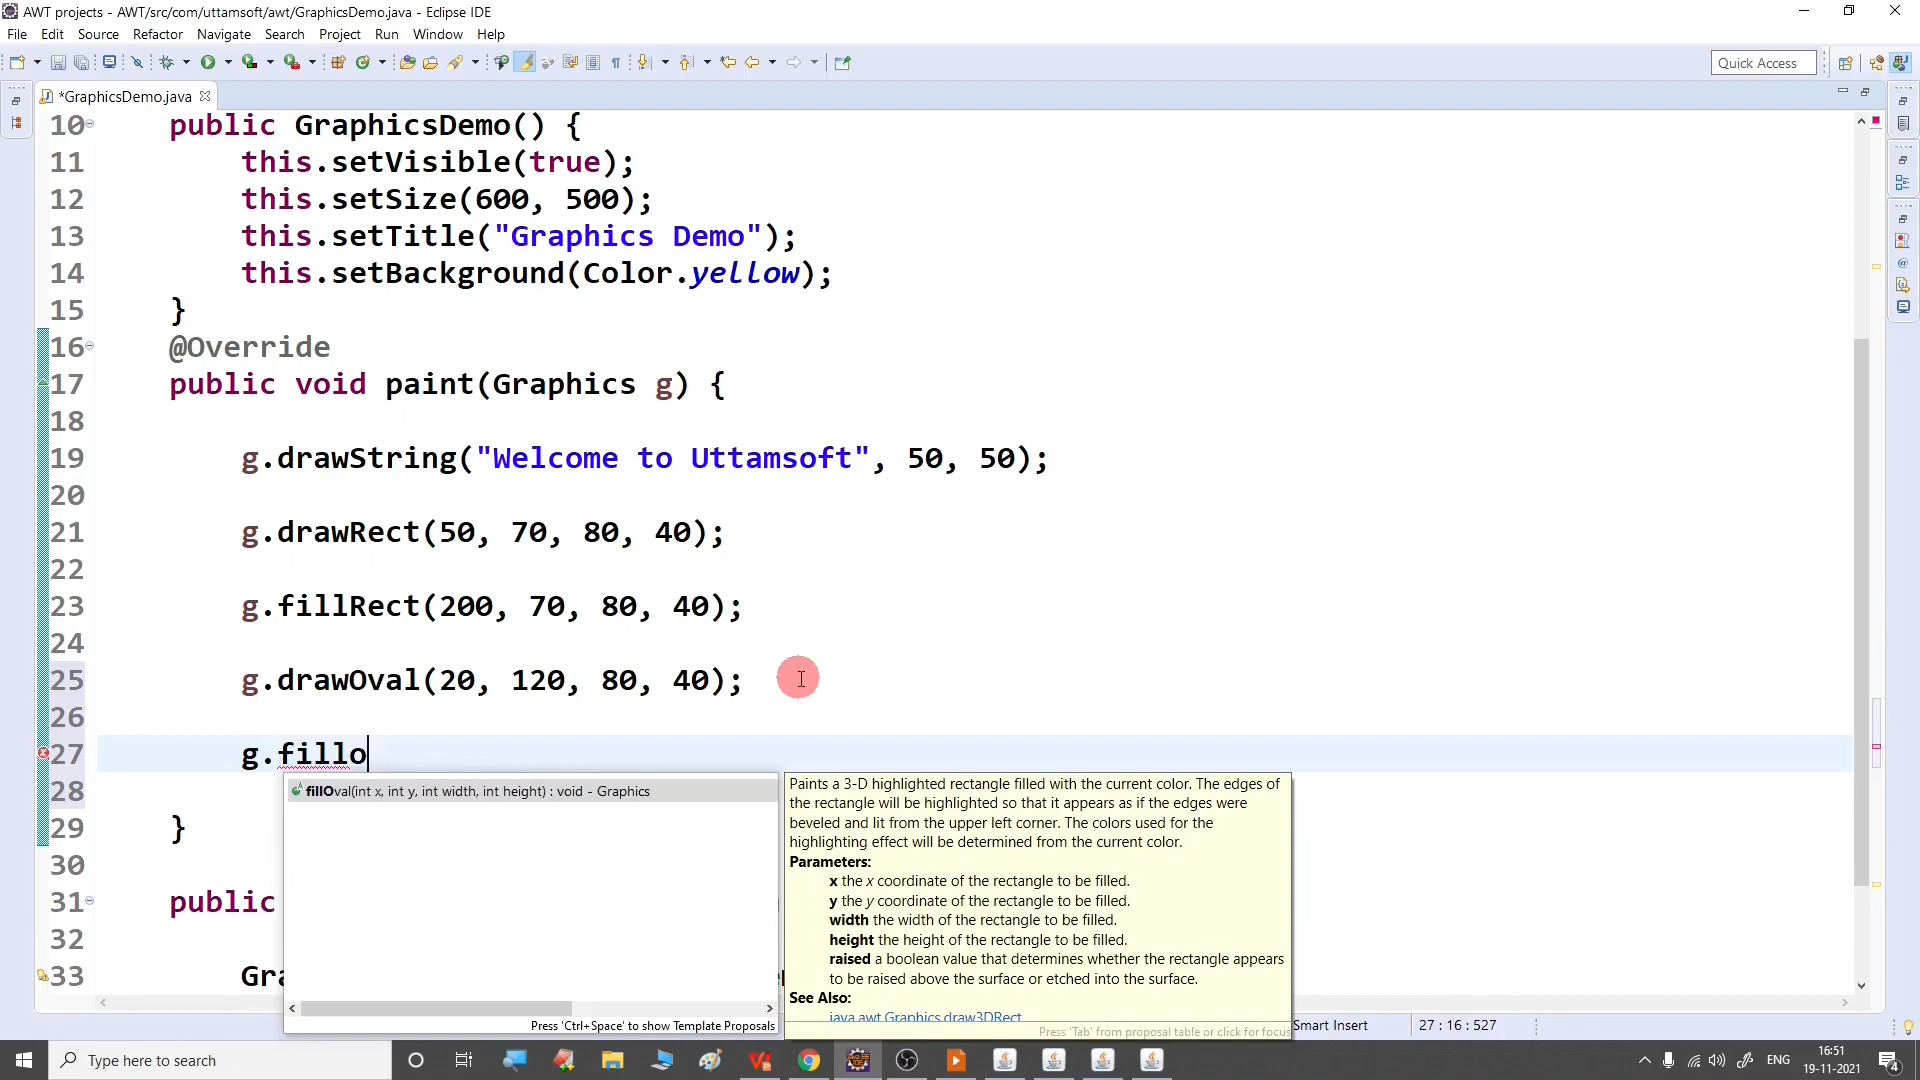 AWT projects - AWT/src/com/uttamsoft/awt/GraphicsDemo.java - Eclipse IDE
File Edit Source Refactor Navigate Search Project Run Window Help
Quick Access
*GraphicsDemo.java
10 public GraphicsDemo() {
11 this.setVisible(true);
12 this.setSize(600, 500);
13 this.setTitle("Graphics Demo");
14 this.setBackground(Color.yellow);
15 }
16 @Override
17 public void paint(Graphics g) {
18
19 g.drawString("Welcome to Uttamsoft", 50, 50);
20
21 g.drawRect(50, 70, 80, 40);
22
23 g.fillRect(200, 70, 80, 40);
24
25 g.drawOval(20, 120, 80, 40);
26
27 g.fillo
28
29 }
30
31 public
32
33 Gra
fillOval(int x, int y, int width, int height) : void - Graphics
Press 'Ctrl+Space' to show Template Proposals
Paints a 3-D highlighted rectangle filled with the current color. The edges of
the rectangle will be highlighted so that it appears as if the edges were
beveled and lit from the upper left corner. The colors used for the
highlighting effect will be determined from the current color.
Parameters:
x the x coordinate of the rectangle to be filled.
y the y coordinate of the rectangle to be filled.
width the width of the rectangle to be filled.
height the height of the rectangle to be filled.
raised a boolean value that determines whether the rectangle appears
to be raised above the surface or etched into the surface.
See Also:
java.awt.Graphics.draw3DRect
Press 'Tab' from proposal table or click for focus
Smart Insert 27 : 16 : 527
Type here to search
ENG
16:51
19-11-2021
4